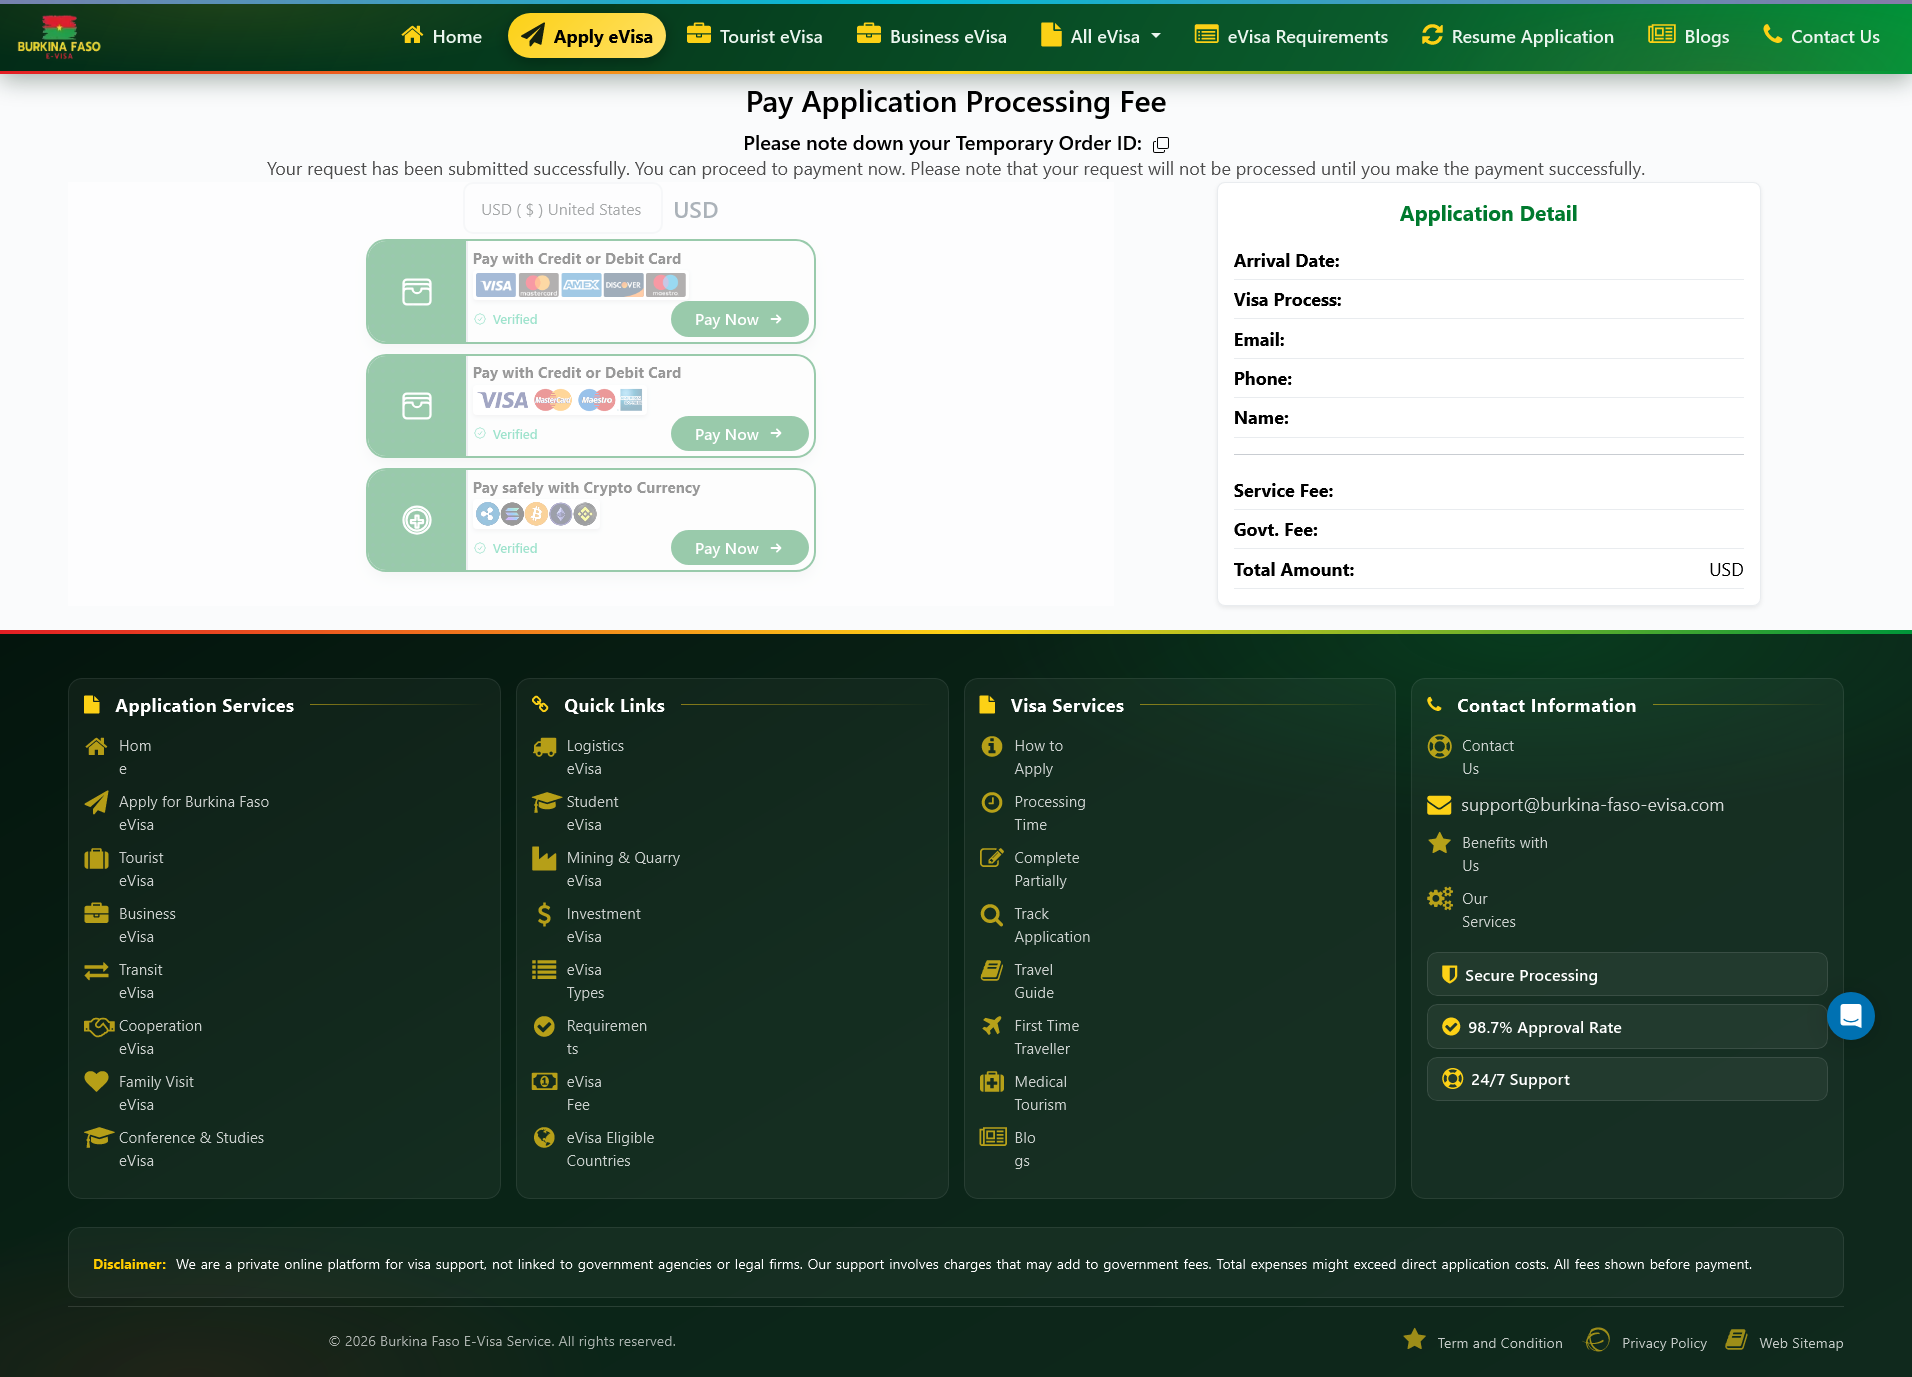 BURKINA FASO
E-VISA
Home
Apply eVisa
Tourist eVisa
Business eVisa
All eVisa
eVisa Requirements
Resume Application
Blogs
Contact Us
Pay Application Processing Fee
Please note down your Temporary Order ID:
Your request has been submitted successfully. You can proceed to payment now. Please note that your request will not be processed until you make the payment successfully.
USD ( $ ) United States
USD
Pay with Credit or Debit Card
VISA mastercard AMEX DISCOVER maestro
Verified
Pay Now
Pay with Credit or Debit Card
VISA MasterCard Maestro
Verified
Pay Now
Pay safely with Crypto Currency
Verified
Pay Now
Application Detail
Arrival Date:
Visa Process:
Email:
Phone:
Name:
Service Fee:
Govt. Fee:
Total Amount: USD
Application Services
Hom
e
Apply for Burkina Faso
eVisa
Tourist
eVisa
Business
eVisa
Transit
eVisa
Cooperation
eVisa
Family Visit
eVisa
Conference & Studies
eVisa
Quick Links
Logistics
eVisa
Student
eVisa
Mining & Quarry
eVisa
Investment
eVisa
eVisa
Types
Requiremen
ts
eVisa
Fee
eVisa Eligible
Countries
Visa Services
How to
Apply
Processing
Time
Complete
Partially
Track
Application
Travel
Guide
First Time
Traveller
Medical
Tourism
Blo
gs
Contact Information
Contact
Us
support@burkina-faso-evisa.com
Benefits with
Us
Our
Services
Secure Processing
98.7% Approval Rate
24/7 Support
Disclaimer: We are a private online platform for visa support, not linked to government agencies or legal firms. Our support involves charges that may add to government fees. Total expenses might exceed direct application costs. All fees shown before payment.
© 2026 Burkina Faso E-Visa Service. All rights reserved.
Term and Condition
Privacy Policy
Web Sitemap